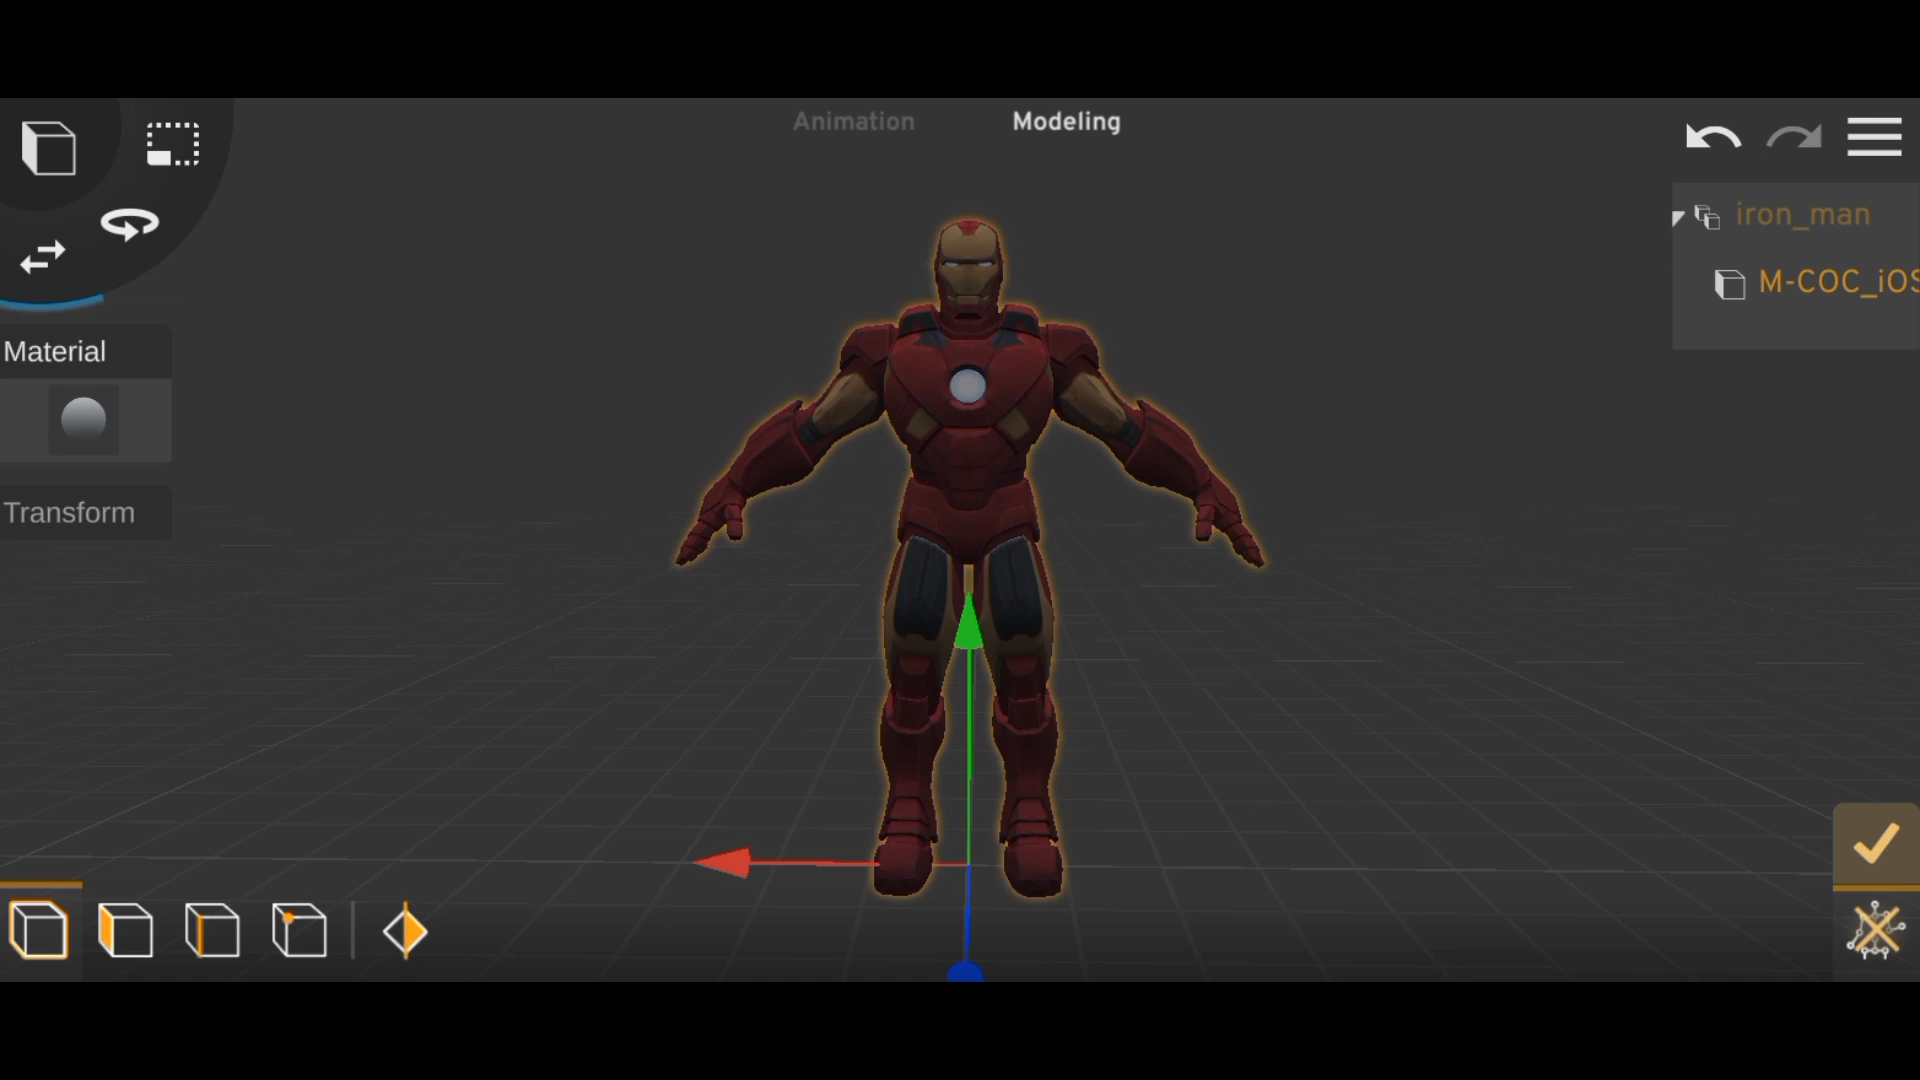 Animation
Modeling
iron_man
M-COC_iOS
Material
Transform